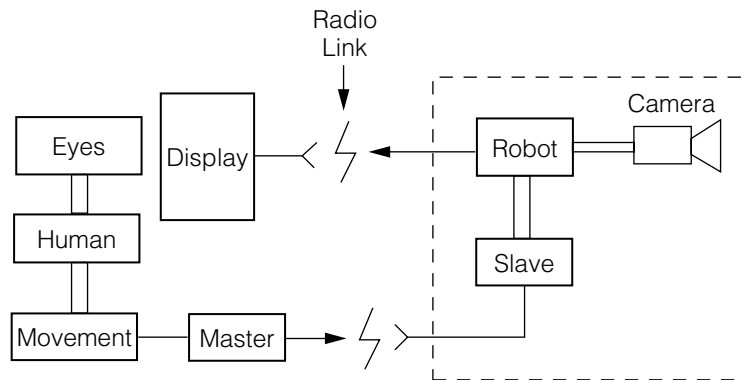 Radio
Link
Camera
Eyes
Display
Robot
Human
Slave
Movement
Master